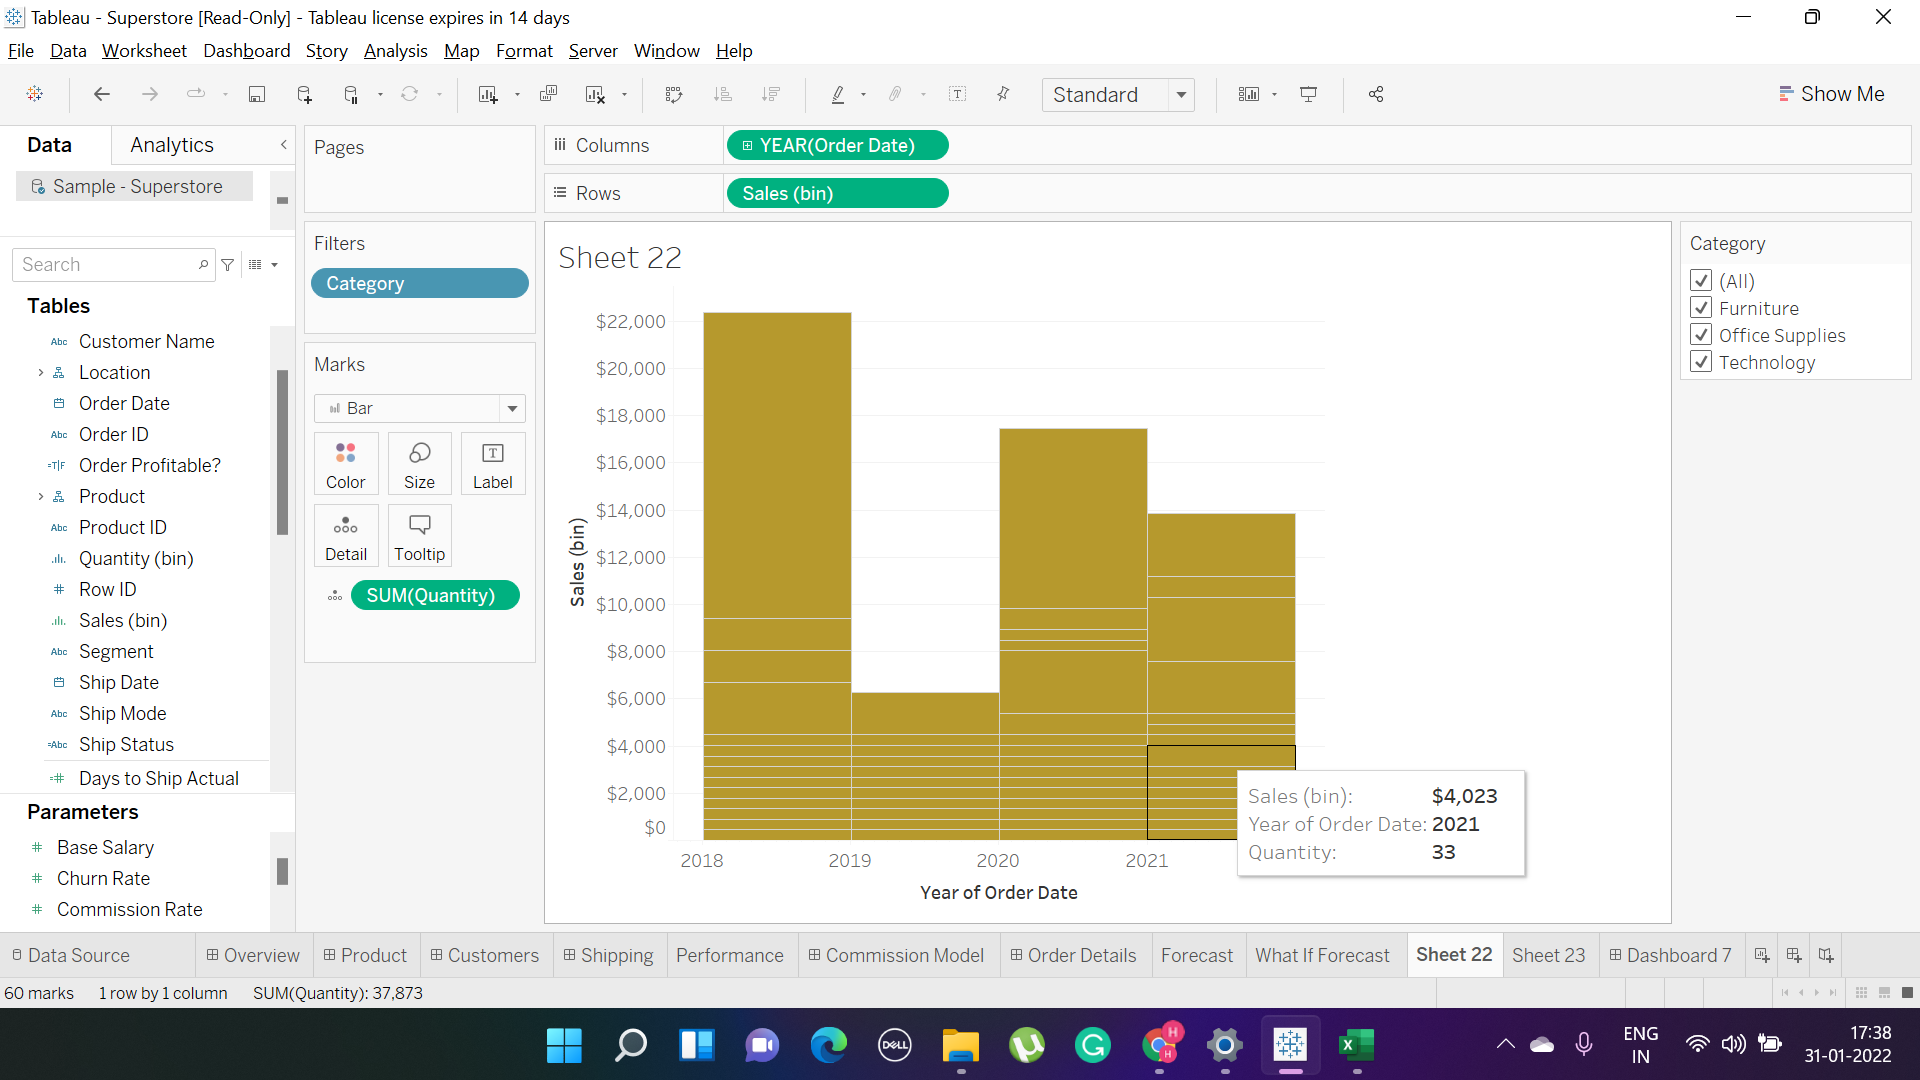 Tableau - Superstore [Read-Only] - Tableau license expires in 14 days
File Data Worksheet Dashboard Story Analysis Map Format Server Window Help
Standard
Show Me
Data Analytics
Sample - Superstore
Search
Tables
Abc Customer Name
Location
Order Date
Abc Order ID
=T|F Order Profitable?
Product
Abc Product ID
Quantity (bin)
# Row ID
Sales (bin)
Abc Segment
Ship Date
Abc Ship Mode
=Abc Ship Status
=# Days to Ship Actual
Parameters
# Base Salary
# Churn Rate
# Commission Rate
Pages
Filters
Category
Marks
Bar
Color Size Label
Detail Tooltip
SUM(Quantity)
Columns YEAR(Order Date)
Rows Sales (bin)
Sheet 22
$22,000
$20,000
$18,000
$16,000
$14,000
$12,000
$10,000
$8,000
$6,000
$4,000
$2,000
$0
Sales (bin)
2018 2019 2020 2021
Year of Order Date
Sales (bin): $4,023
Year of Order Date: 2021
Quantity: 33
Category
(All)
Furniture
Office Supplies
Technology
Data Source Overview Product Customers Shipping Performance Commission Model Order Details Forecast What If Forecast Sheet 22 Sheet 23 Dashboard 7
60 marks 1 row by 1 column SUM(Quantity): 37,873
DELL
H
H
ENG
IN
17:38
31-01-2022